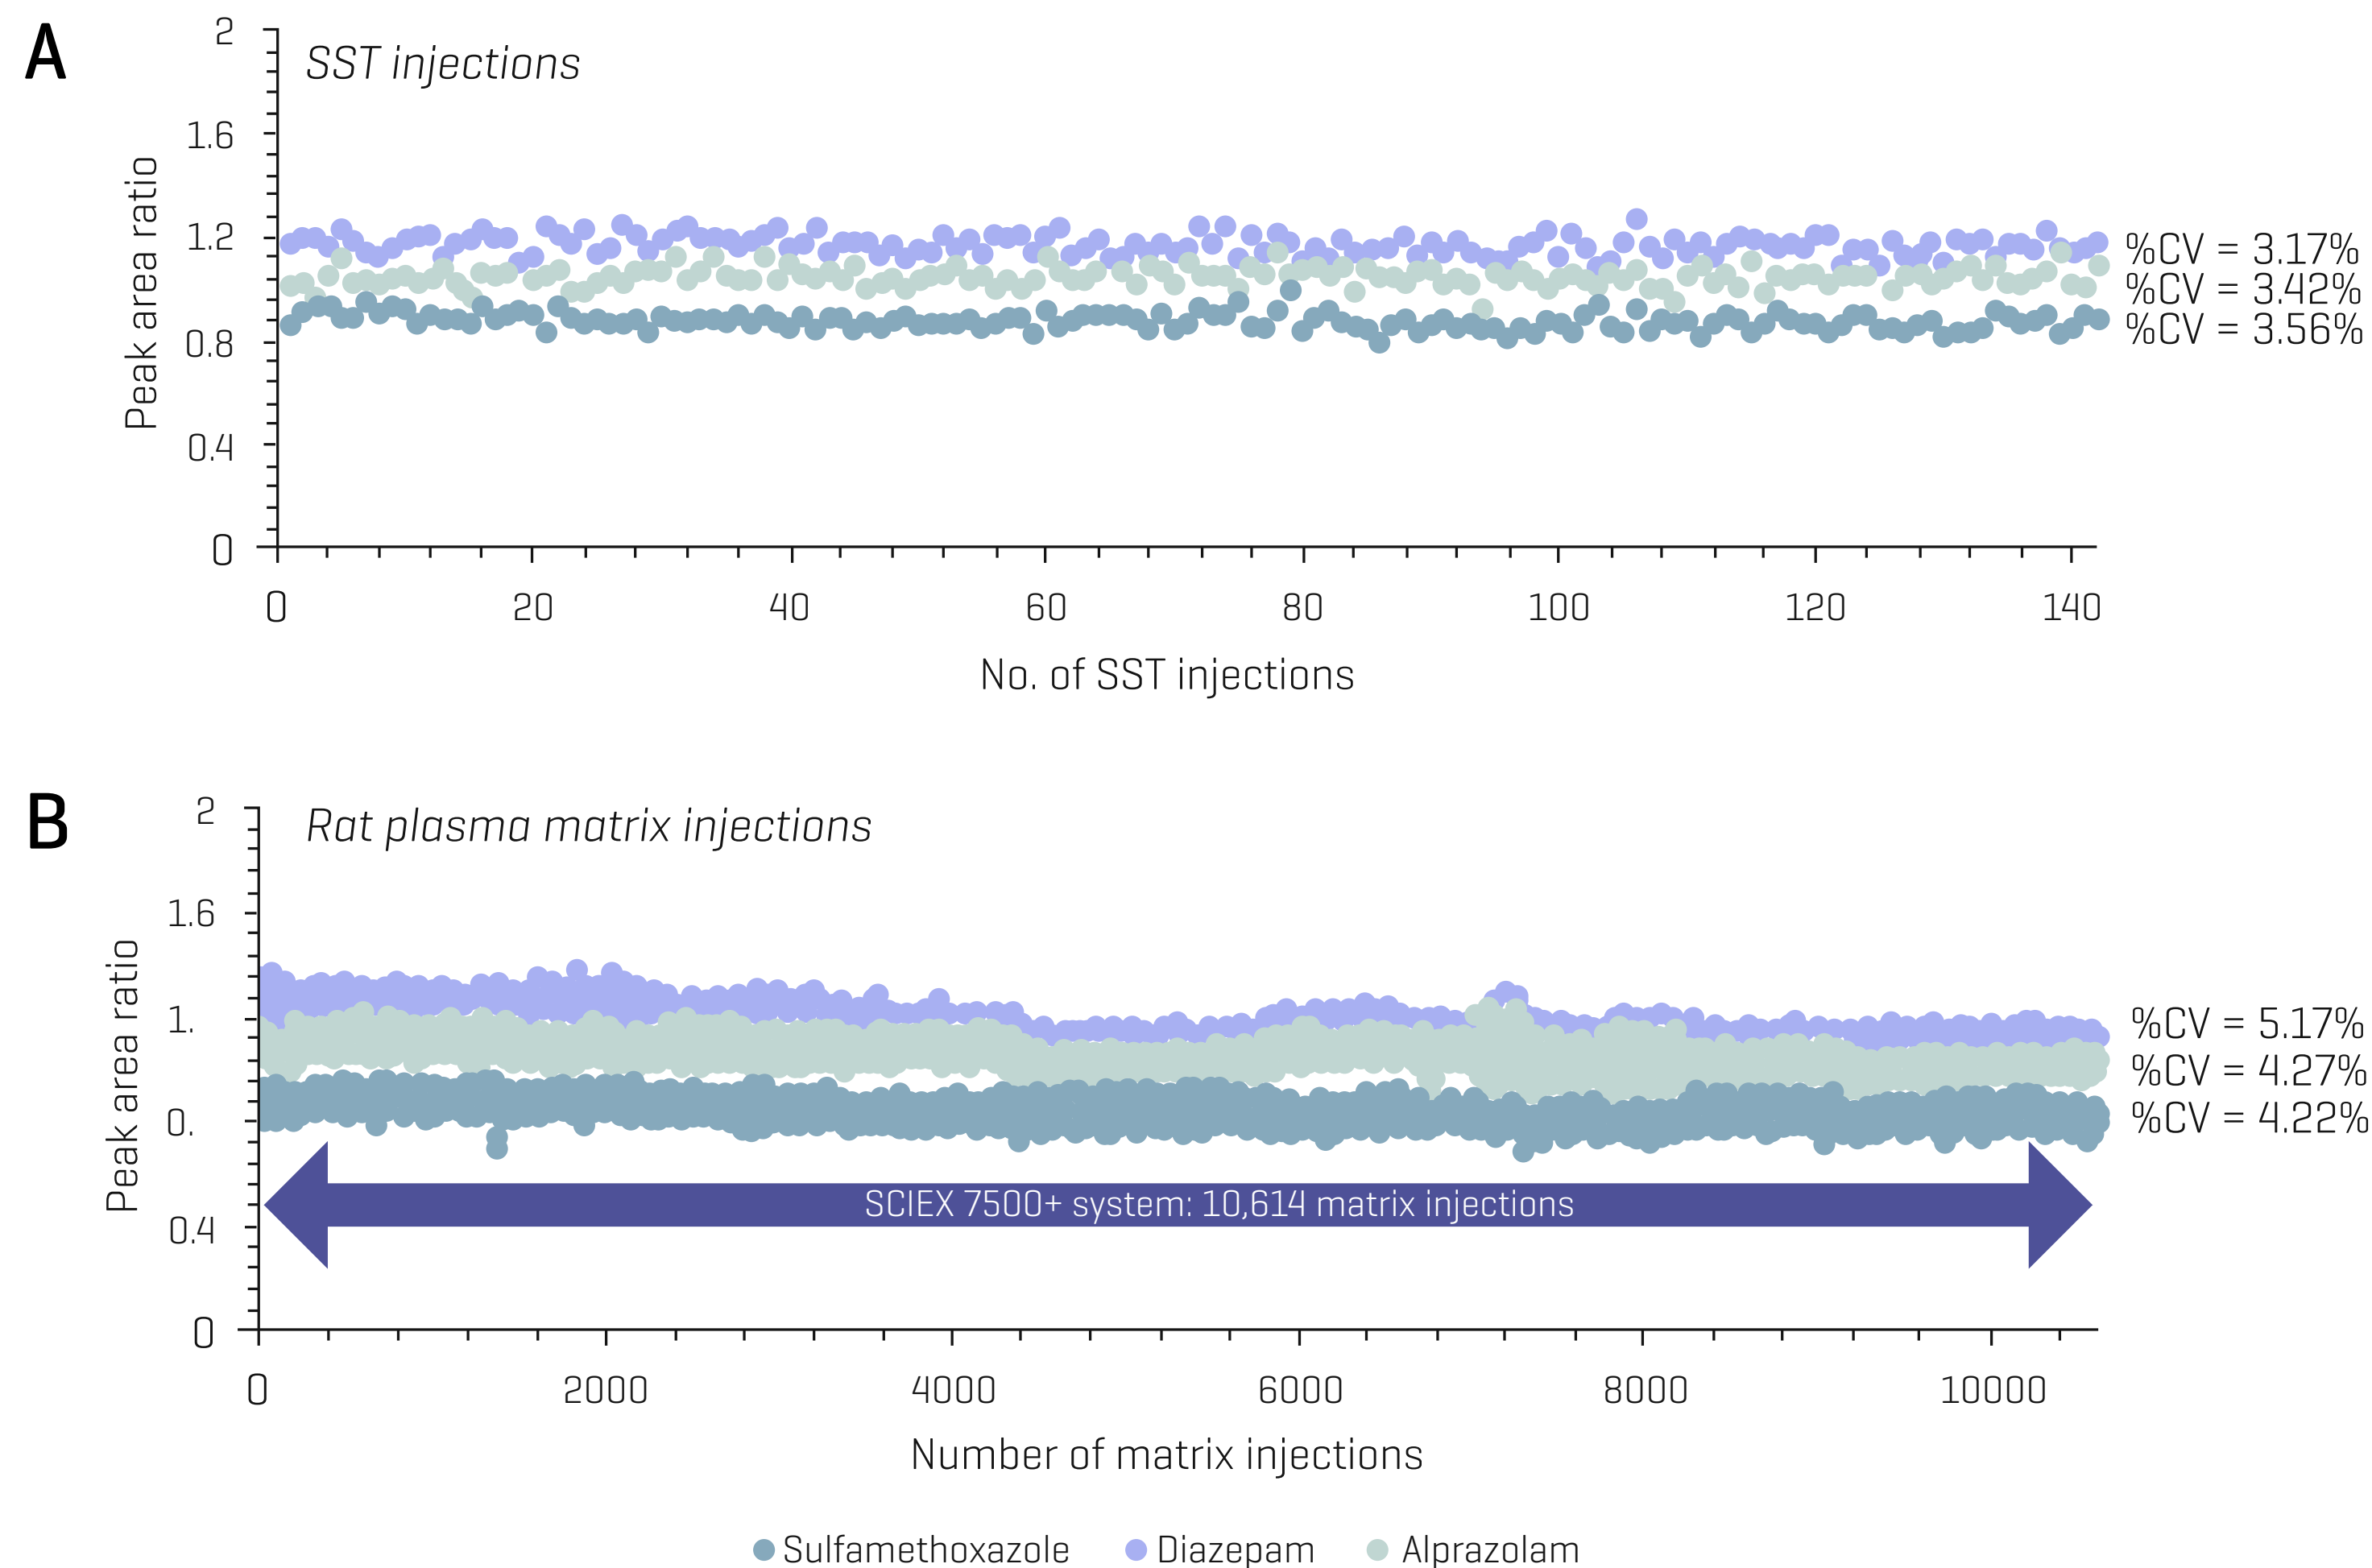 A
SST injections
2
1.6
1.2
0.8
0.4
0
Peak area ratio
%CV = 3.17%
%CV = 3.42%
%CV = 3.56%
0 20 40 60 80 100 120 140
No. of SST injections
B
Rat plasma matrix injections
2
1.6
1.
0.
0.4
0
Peak area ratio
%CV = 5.17%
%CV = 4.27%
%CV = 4.22%
SCIEX 7500+ system: 10,614 matrix injections
0 2000 4000 6000 8000 10000
Number of matrix injections
Sulfamethoxazole Diazepam Alprazolam